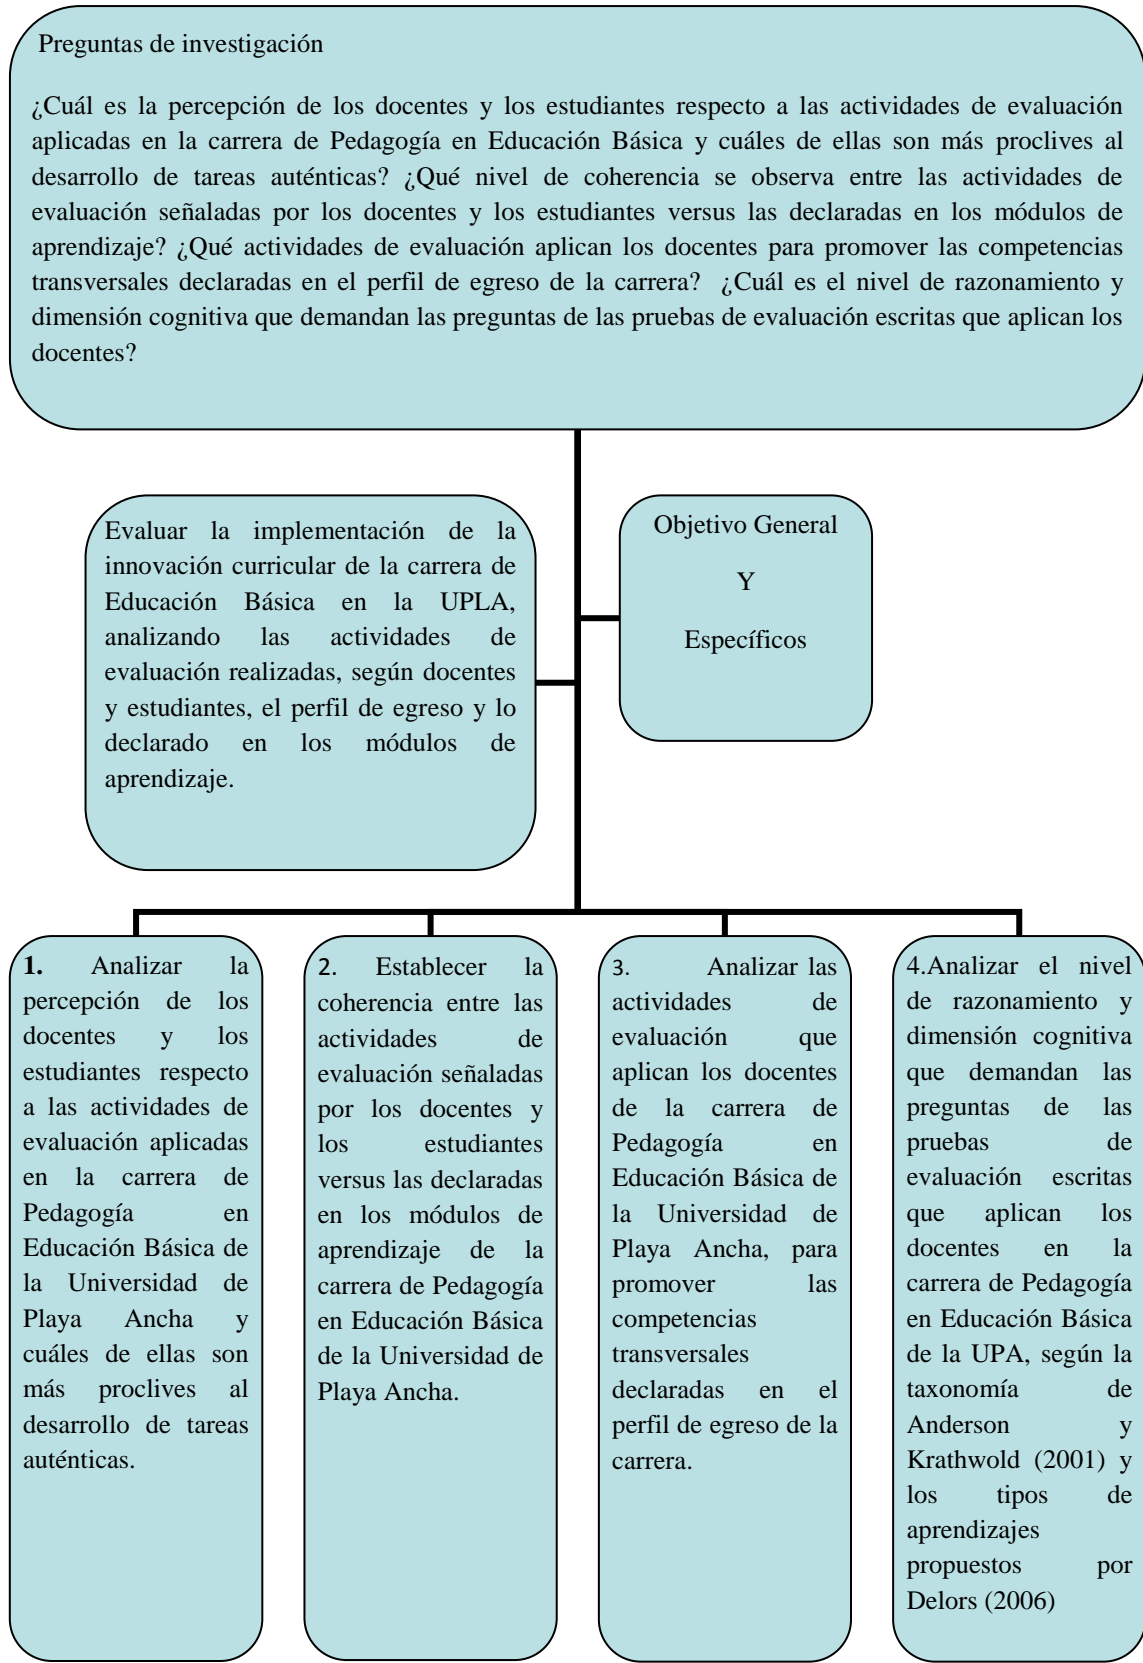 Preguntas de investigación
¿Cuál es la percepción de los docentes y los estudiantes respecto a las actividades de evaluación
aplicadas en la carrera de Pedagogía en Educación Básica y cuáles de ellas son más proclives al
desarrollo de tareas auténticas? ¿Qué nivel de coherencia se observa entre las actividades de
evaluación señaladas por los docentes y los estudiantes versus las declaradas en los módulos de
aprendizaje? ¿Qué actividades de evaluación aplican los docentes para promover las competencias
transversales declaradas en el perfil de egreso de la carrera? ¿Cuál es el nivel de razonamiento y
dimensión cognitiva que demandan las preguntas de las pruebas de evaluación escritas que aplican los
docentes?
Evaluar la implementación de la
innovación curricular de la carrera de
Educación Básica en la UPLA,
analizando las actividades de
evaluación realizadas, según docentes
y estudiantes, el perfil de egreso y lo
declarado en los módulos de
aprendizaje.
Objetivo General
Y
Específicos
1. Analizar la
percepción de los
docentes y los
estudiantes respecto
a las actividades de
evaluación aplicadas
en la carrera de
Pedagogía en
Educación Básica de
la Universidad de
Playa Ancha y
cuáles de ellas son
más proclives al
desarrollo de tareas
auténticas.
2. Establecer la
coherencia entre las
actividades de
evaluación señaladas
por los docentes y
los estudiantes
versus las declaradas
en los módulos de
aprendizaje de la
carrera de Pedagogía
en Educación Básica
de la Universidad de
Playa Ancha.
3. Analizar las
actividades de
evaluación que
aplican los docentes
de la carrera de
Pedagogía en
Educación Básica de
la Universidad de
Playa Ancha, para
promover las
competencias
transversales
declaradas en el
perfil de egreso de la
carrera.
4.Analizar el nivel
de razonamiento y
dimensión cognitiva
que demandan las
preguntas de las
pruebas de
evaluación escritas
que aplican los
docentes en la
carrera de Pedagogía
en Educación Básica
de la UPA, según la
taxonomía de
Anderson y
Krathwold (2001) y
los tipos de
aprendizajes
propuestos por
Delors (2006)